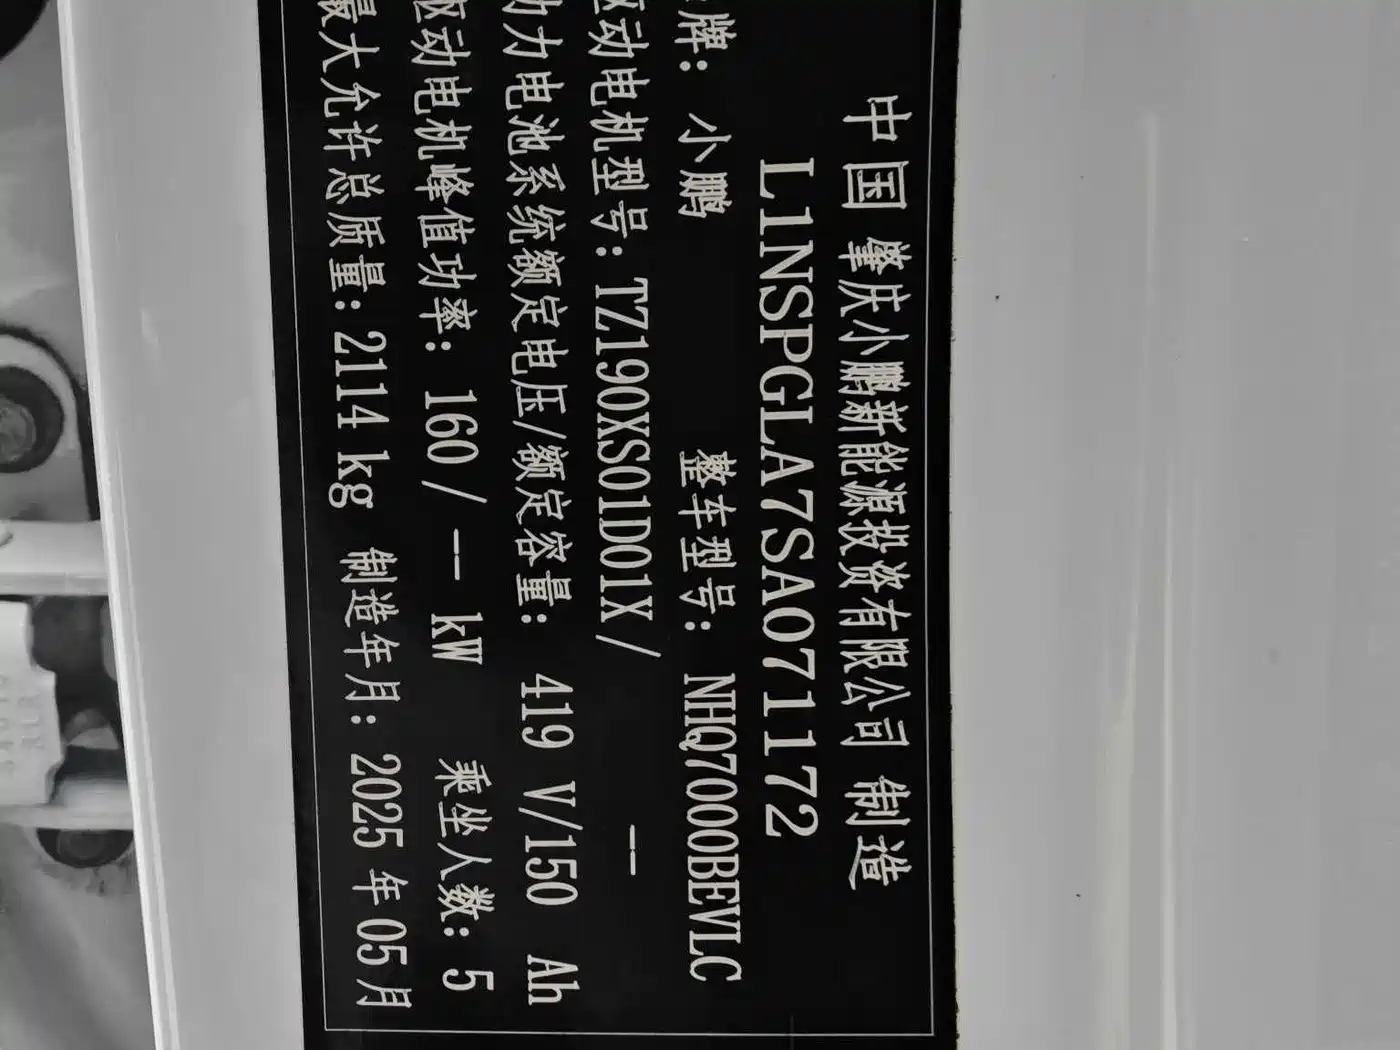 中国 肇庆小鹏新能源投资有限公司 制造
L1NSPGLA7SA071172
牌: 小鹏 整车型号: NHQ7000BEVLC
驱动电机型号: TZ190XS01D01X / --
动力电池系统额定电压/额定容量: 419 V/150 Ah
驱动电机峰值功率: 160 / -- kW 乘坐人数: 5
最大允许总质量: 2114 kg 制造年月: 2025 年 05 月